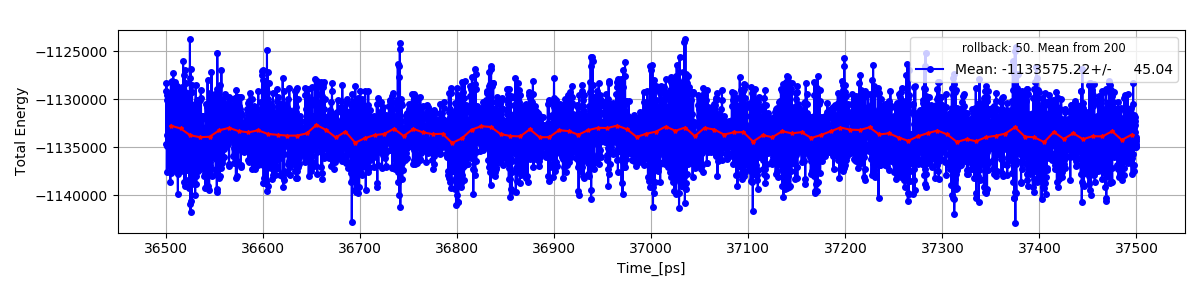 rollback: 50. Mean from 200
Mean: -1133575.22+/- 45.04
Total Energy
−1125000
−1130000
−1135000
−1140000
36500 36600 36700 36800 36900 37000 37100 37200 37300 37400 37500
Time_[ps]